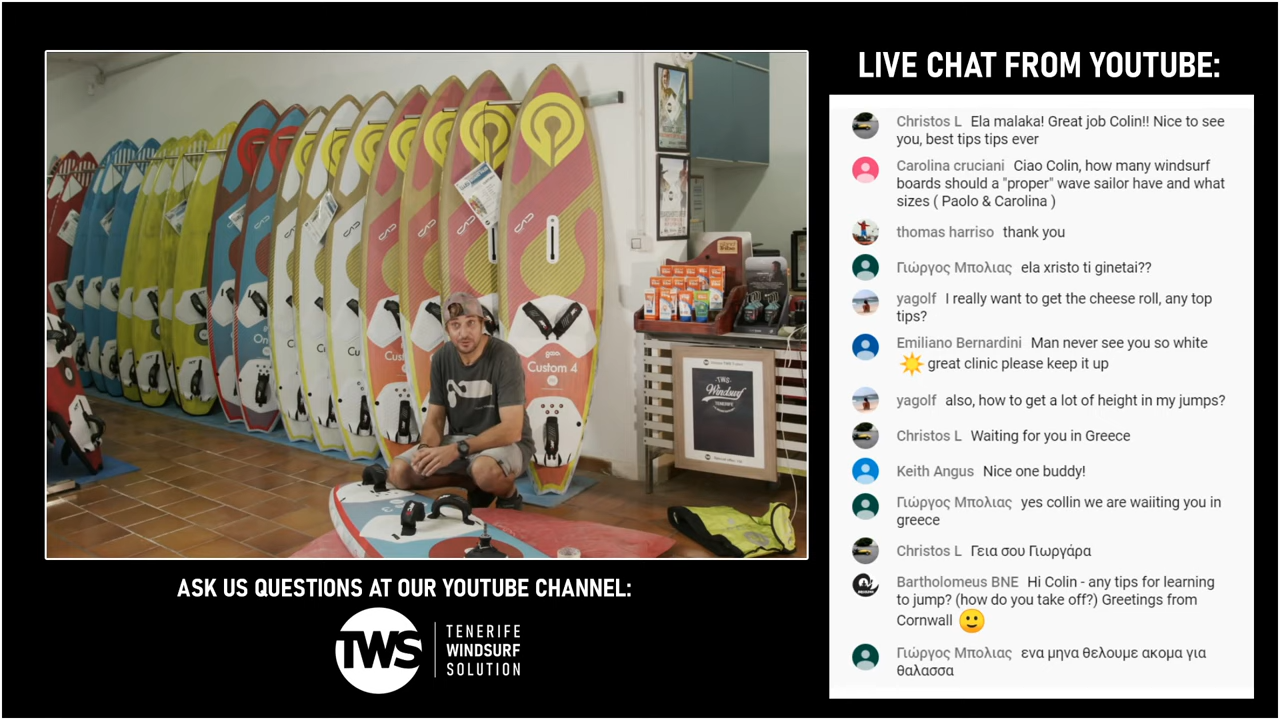 LIVE CHAT FROM YOUTUBE:
Christos L Ela malaka! Great job Colin!! Nice to see
you, best tips tips ever
Carolina cruciani Ciao Colin, how many windsurf
boards should a "proper" wave sailor have and what
sizes ( Paolo & Carolina )
thomas harriso thank you
Γιώργος Μπολιας ela xristo ti ginetai??
yagolf I really want to get the cheese roll, any top
tips?
Emiliano Bernardini Man never see you so white
great clinic please keep it up
yagolf also, how to get a lot of height in my jumps?
Christos L Waiting for you in Greece
Keith Angus Nice one buddy!
Γιώργος Μπολιας yes collin we are waiiting you in
greece
Christos L Γεια σου Γιωργάρα
Bartholomeus BNE Hi Colin - any tips for learning
to jump? (how do you take off?) Greetings from
Cornwall
Γιώργος Μπολιας ενα μηνα θελουμε ακομα για
θαλασσα
Custom 4
TWS
Windsurf
TENERIFE
ASK US QUESTIONS AT OUR YOUTUBE CHANNEL:
TWS
TENERIFE
WINDSURF
SOLUTION